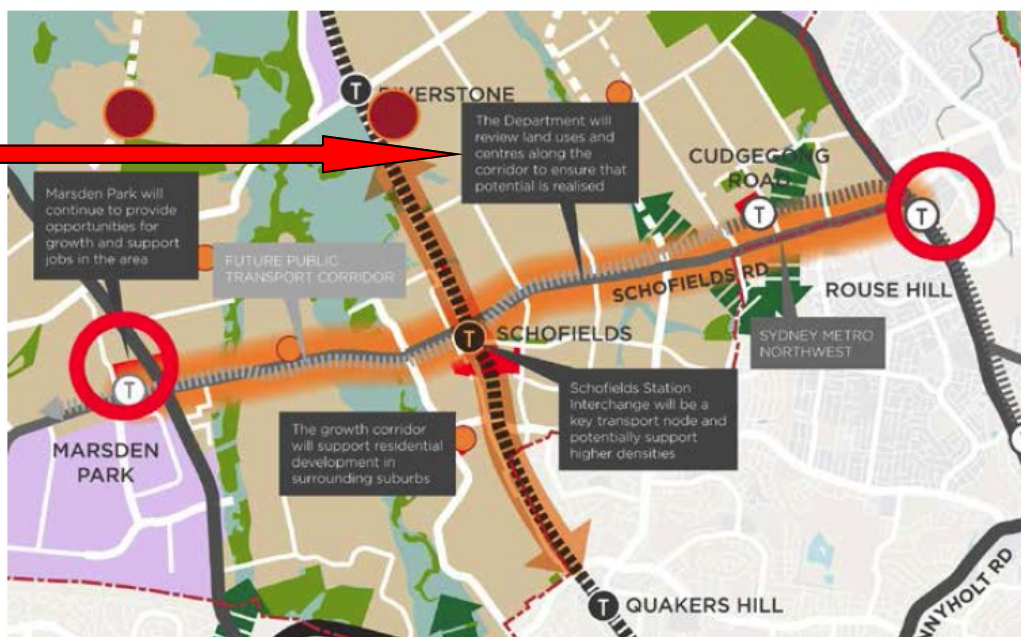 T
RIVERSTONE
The Department will
review land uses and
centres along the
corridor to ensure that
potential is realised
CUDGEGONG
ROAD
T
T
Marsden Park will
continue to provide
opportunities for
growth and support
jobs in the area
FUTURE PUBLIC
TRANSPORT CORRIDOR
SCHOFIELDS RD
ROUSE HILL
T
SCHOFIELDS
SYDNEY METRO
NORTHWEST
T
MARSDEN
PARK
The growth corridor
will support residential
development in
surrounding suburbs
Schofields Station
Interchange will be a
key transport node and
potentially support
higher densities
T
QUAKERS HILL
NNYHOLT RD